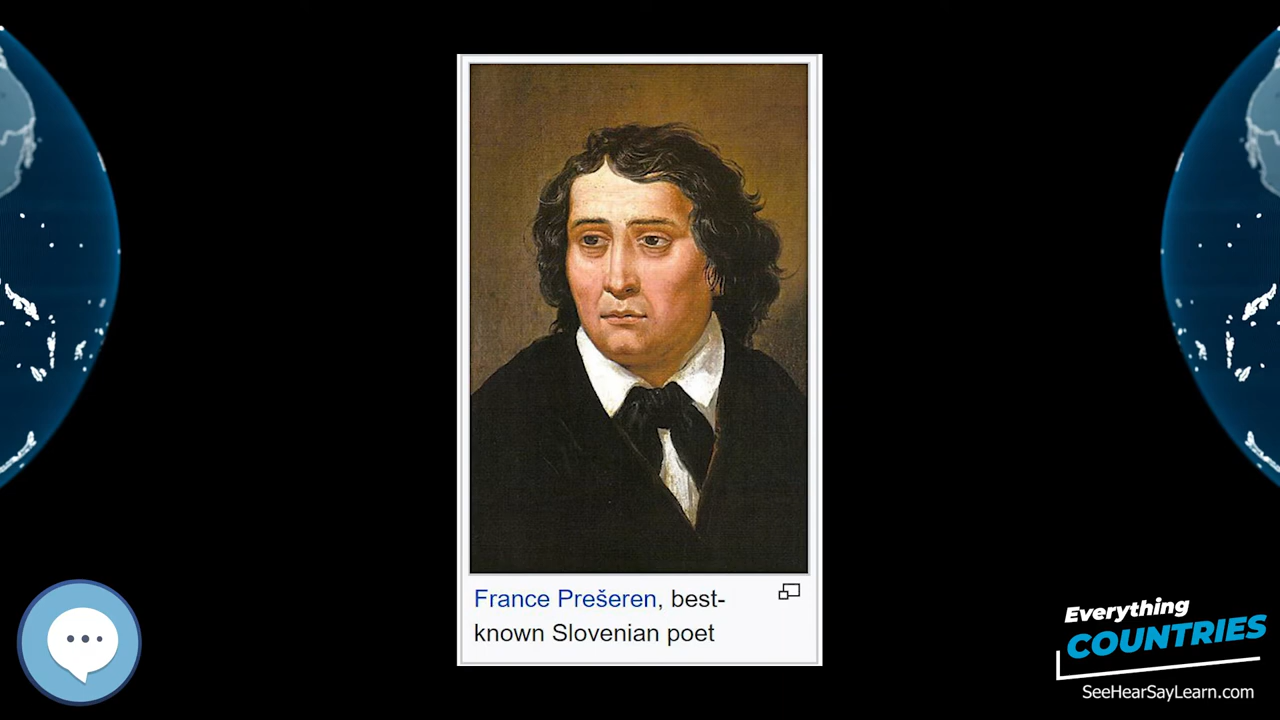 France Prešeren, best-
known Slovenian poet
Everything
COUNTRIES
SeeHearSayLearn.com